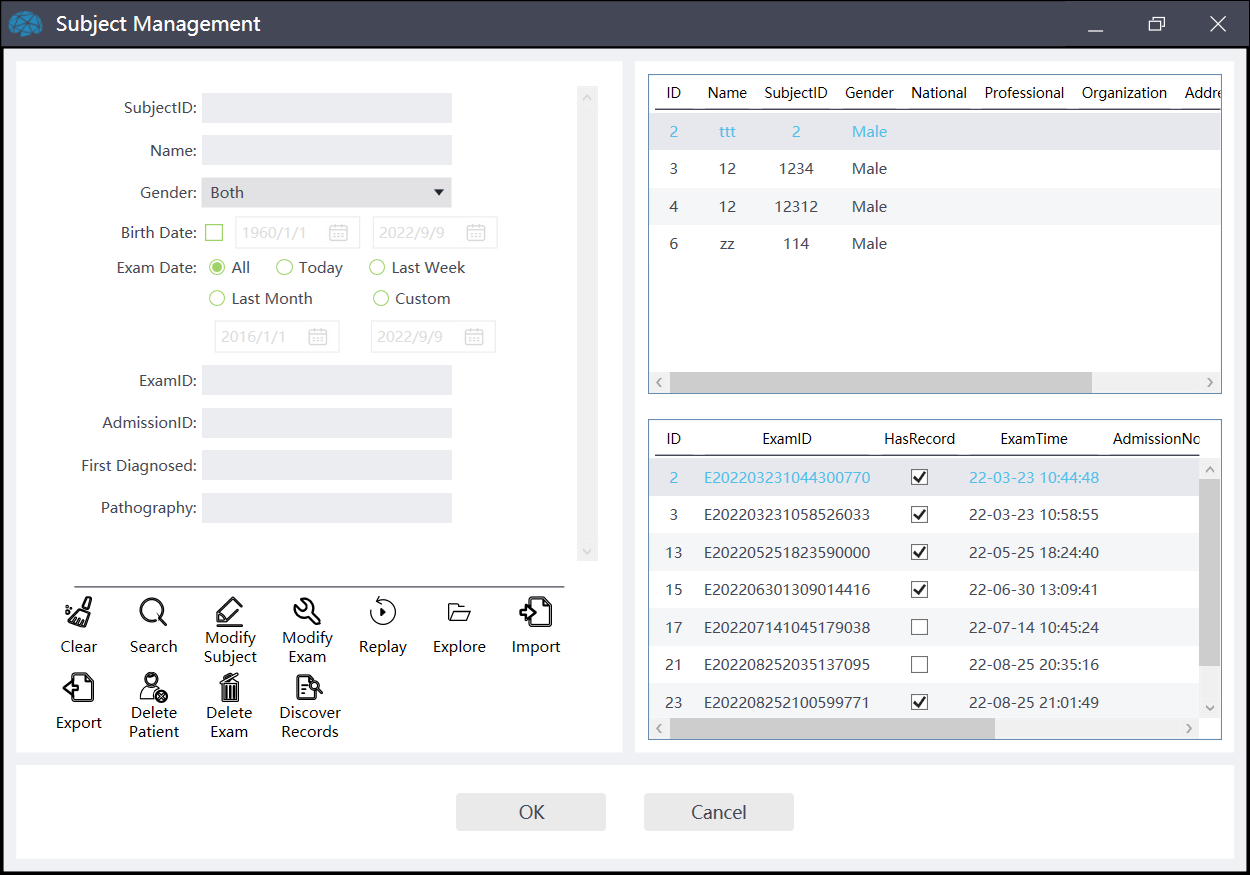 Subject Management
SubjectID:
Name:
Gender: Both
Birth Date: 1960/1/1 2022/9/9
Exam Date: All Today Last Week
Last Month Custom
2016/1/1 2022/9/9
ExamID:
AdmissionID:
First Diagnosed:
Pathography:
Clear Search Modify Subject Modify Exam Replay Explore Import
Export Delete Patient Delete Exam Discover Records
ID Name SubjectID Gender National Professional Organization Addre
2 ttt 2 Male
3 12 1234 Male
4 12 12312 Male
6 zz 114 Male
ID ExamID HasRecord ExamTime AdmissionNo
2 E202203231044300770 22-03-23 10:44:48
3 E202203231058526033 22-03-23 10:58:55
13 E202205251823590000 22-05-25 18:24:40
15 E202206301309014416 22-06-30 13:09:41
17 E202207141045179038 22-07-14 10:45:24
21 E202208252035137095 22-08-25 20:35:16
23 E202208252100599771 22-08-25 21:01:49
OK Cancel